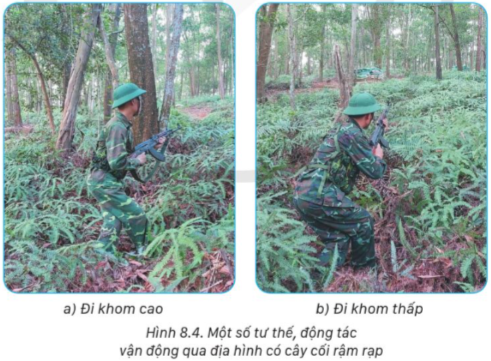 a) Đi khom cao
b) Đi khom thấp
Hình 8.4. Một số tư thế, động tác
vận động qua địa hình có cây cối rậm rạp